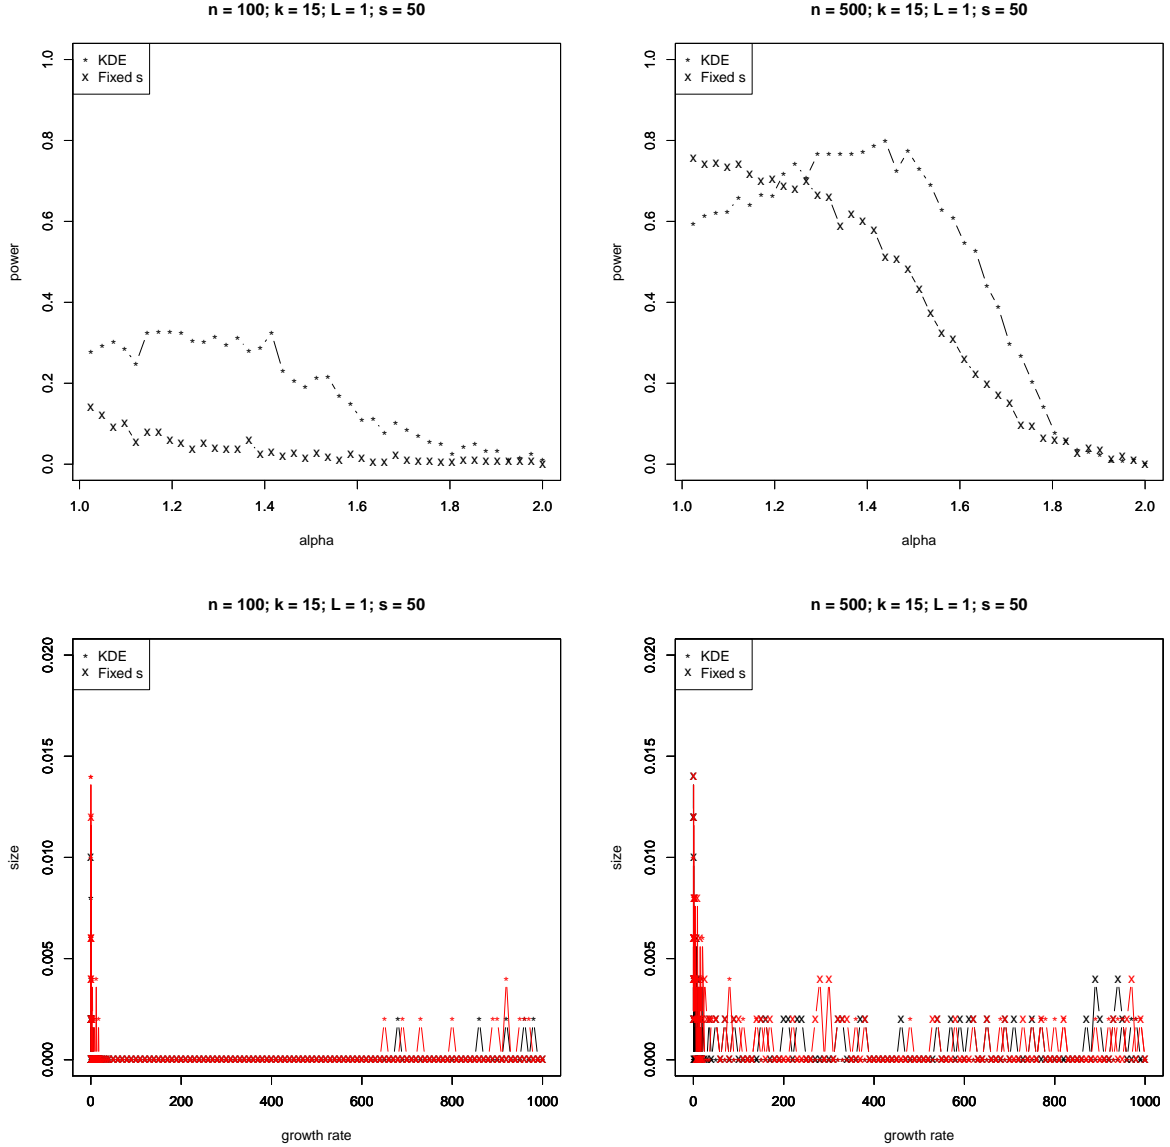 n = 100; k = 15; L = 1; s = 50
KDE
Fixed s
power
0.0 0.2 0.4 0.6 0.8 1.0
1.0 1.2 1.4 1.6 1.8 2.0
alpha
n = 500; k = 15; L = 1; s = 50
KDE
Fixed s
power
0.0 0.2 0.4 0.6 0.8 1.0
1.0 1.2 1.4 1.6 1.8 2.0
alpha
n = 100; k = 15; L = 1; s = 50
KDE
Fixed s
size
0.000 0.005 0.010 0.015 0.020
0 200 400 600 800 1000
growth rate
n = 500; k = 15; L = 1; s = 50
KDE
Fixed s
size
0.000 0.005 0.010 0.015 0.020
0 200 400 600 800 1000
growth rate